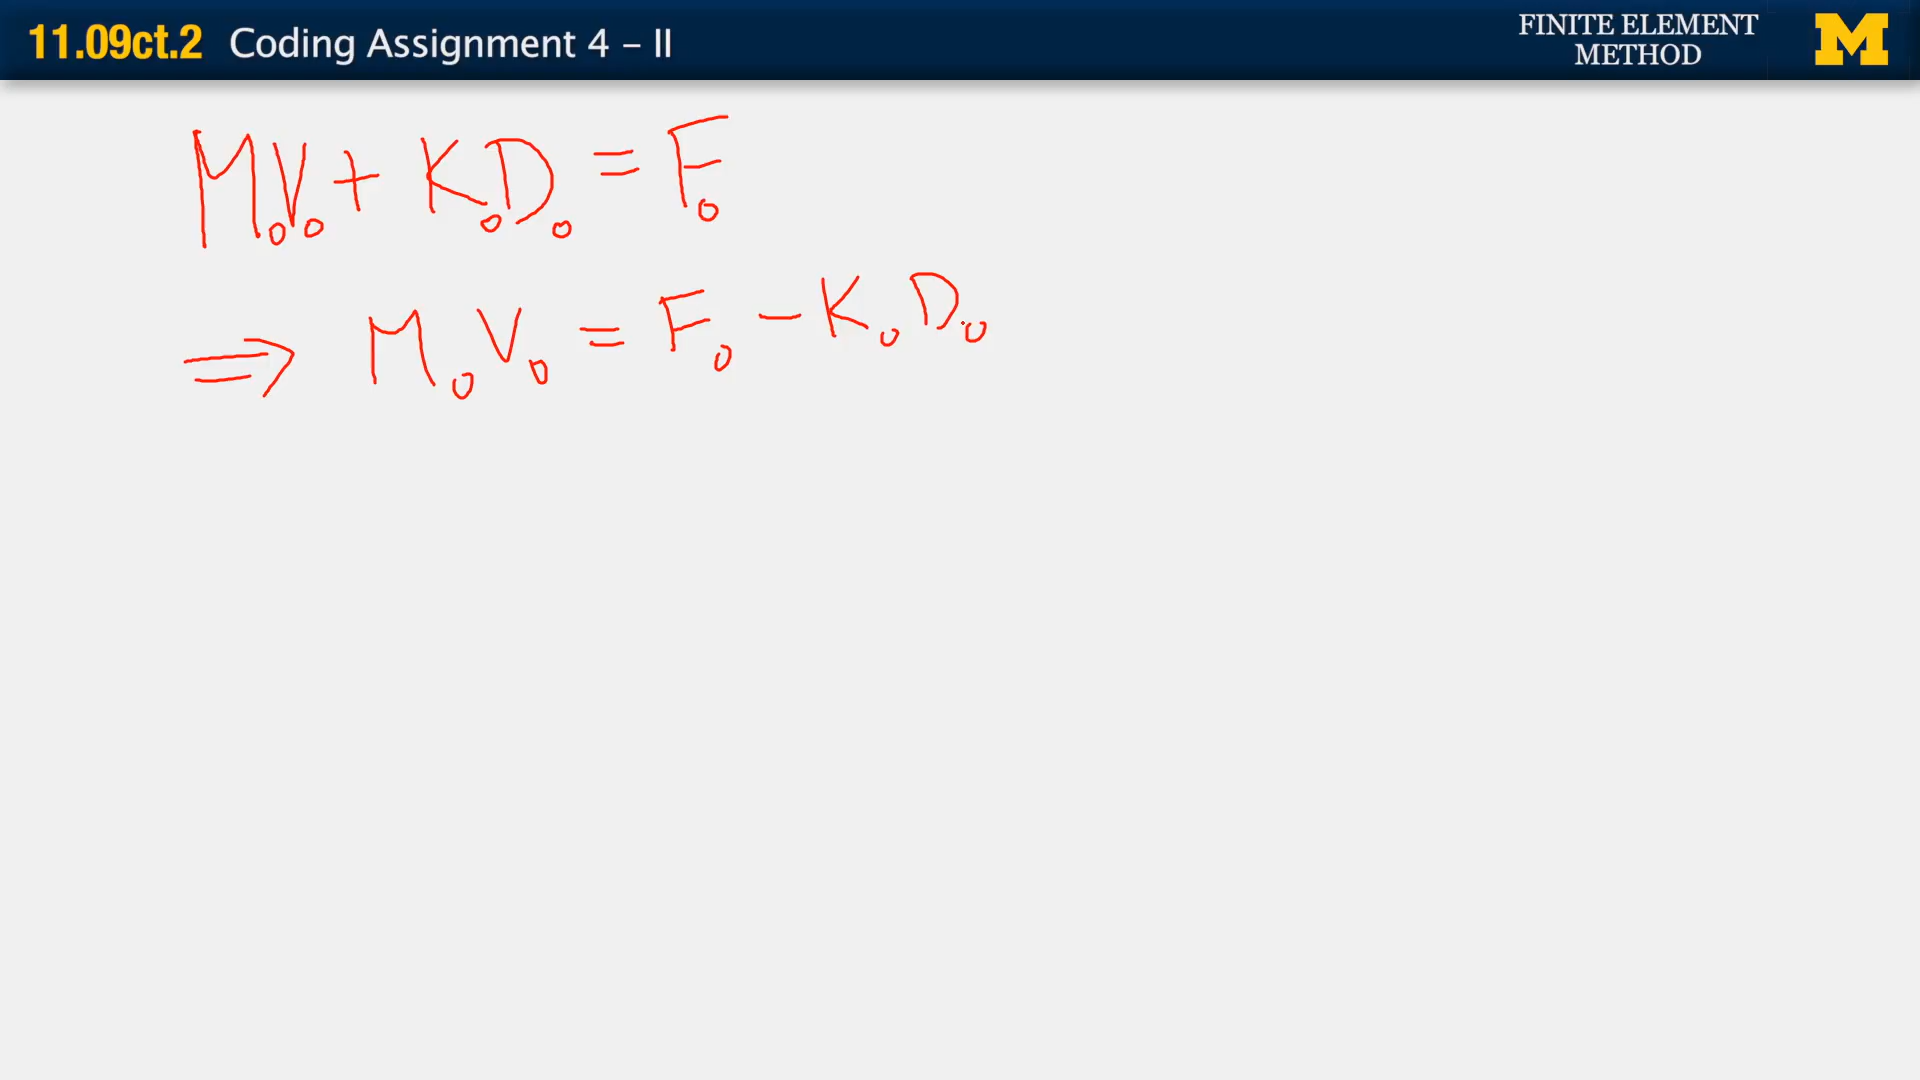 11.09ct.2 Coding Assignment 4 – II
FINITE ELEMENT
METHOD
M
M₀V₀ + K₀D₀ = F₀
⇒ M₀V₀ = F₀ – K₀D₀